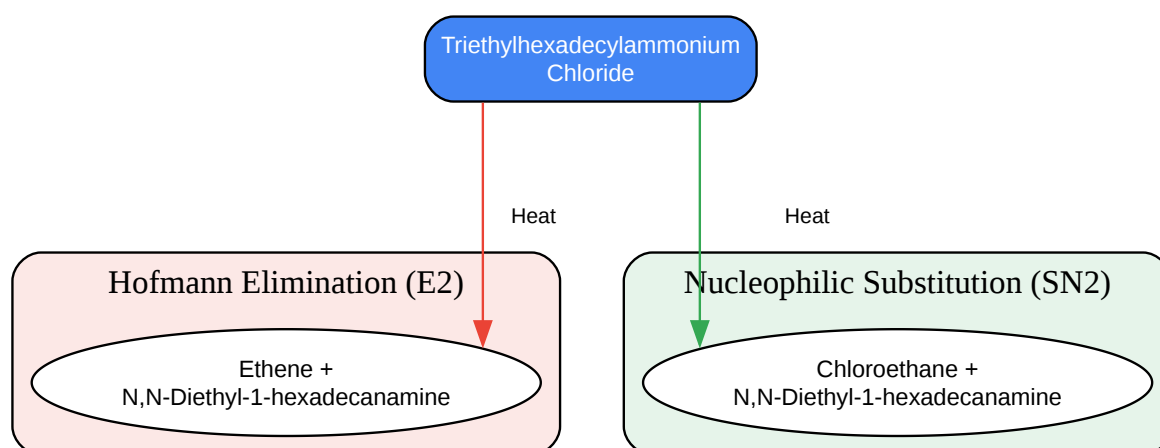 Triethylhexadecylammonium
Chloride
Heat
Heat
Hofmann Elimination (E2)
Nucleophilic Substitution (SN2)
Ethene +
N,N-Diethyl-1-hexadecanamine
Chloroethane +
N,N-Diethyl-1-hexadecanamine